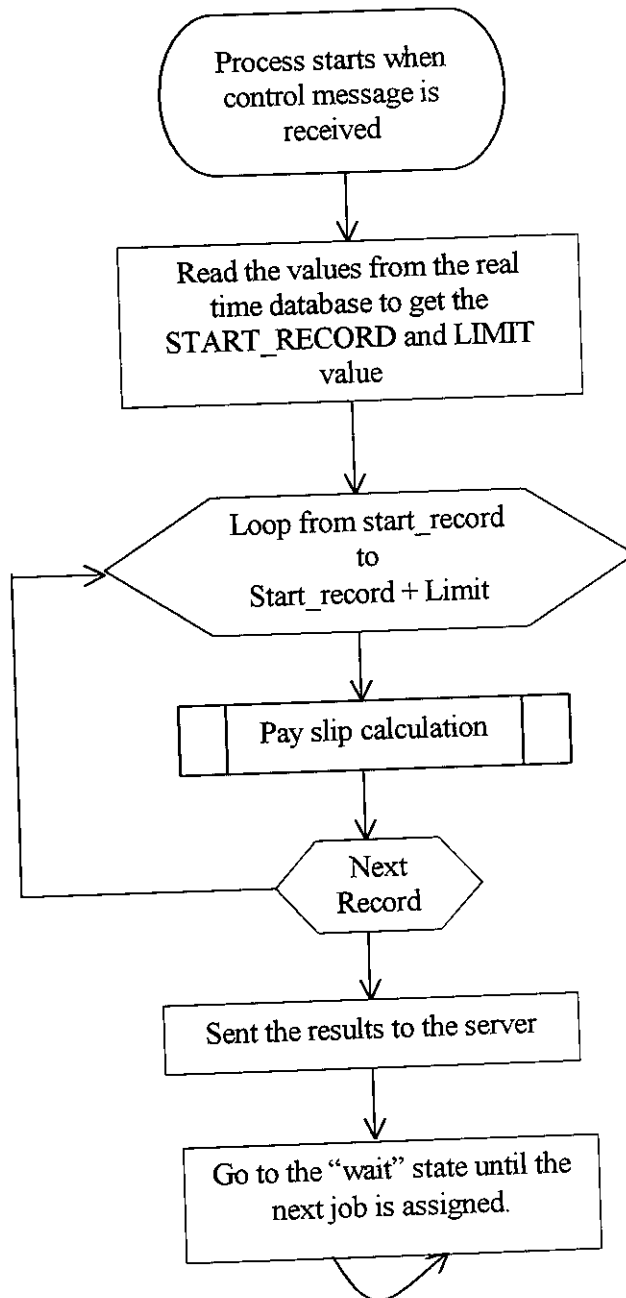 Process starts when
control message is
received
Read the values from the real
time database to get the
START_RECORD and LIMIT
value
Loop from start_record
to
Start_record + Limit
Pay slip calculation
Next
Record
Sent the results to the server
Go to the “wait” state until the
next job is assigned.